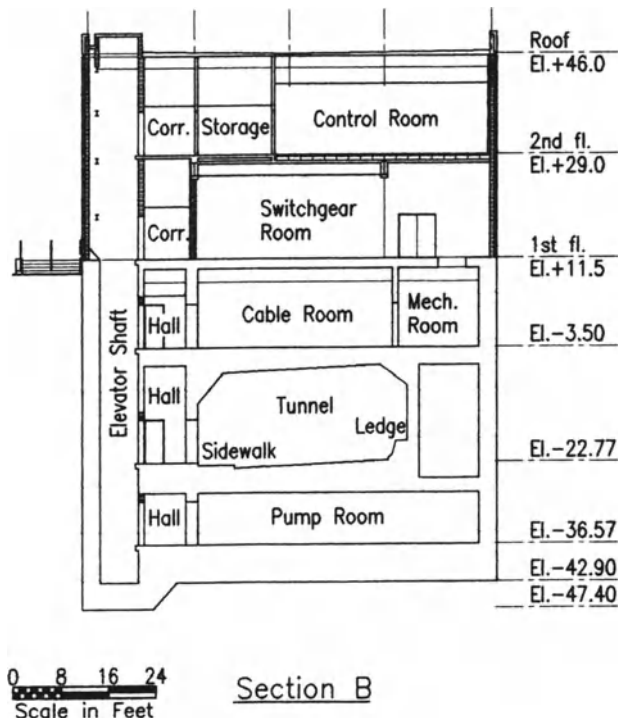 Roof
El.+46.0
Corr.
Storage
Control Room
2nd fl.
El.+29.0
Switchgear
Room
Corr.
1st fl.
El.+11.5
Elevator Shaft
Hall
Cable Room
Mech.
Room
El.-3.50
Hall
Tunnel
Ledge
Sidewalk
El.-22.77
Hall
Pump Room
El.-36.57
El.-42.90
El.-47.40
0 8 16 24
Scale in Feet
Section B